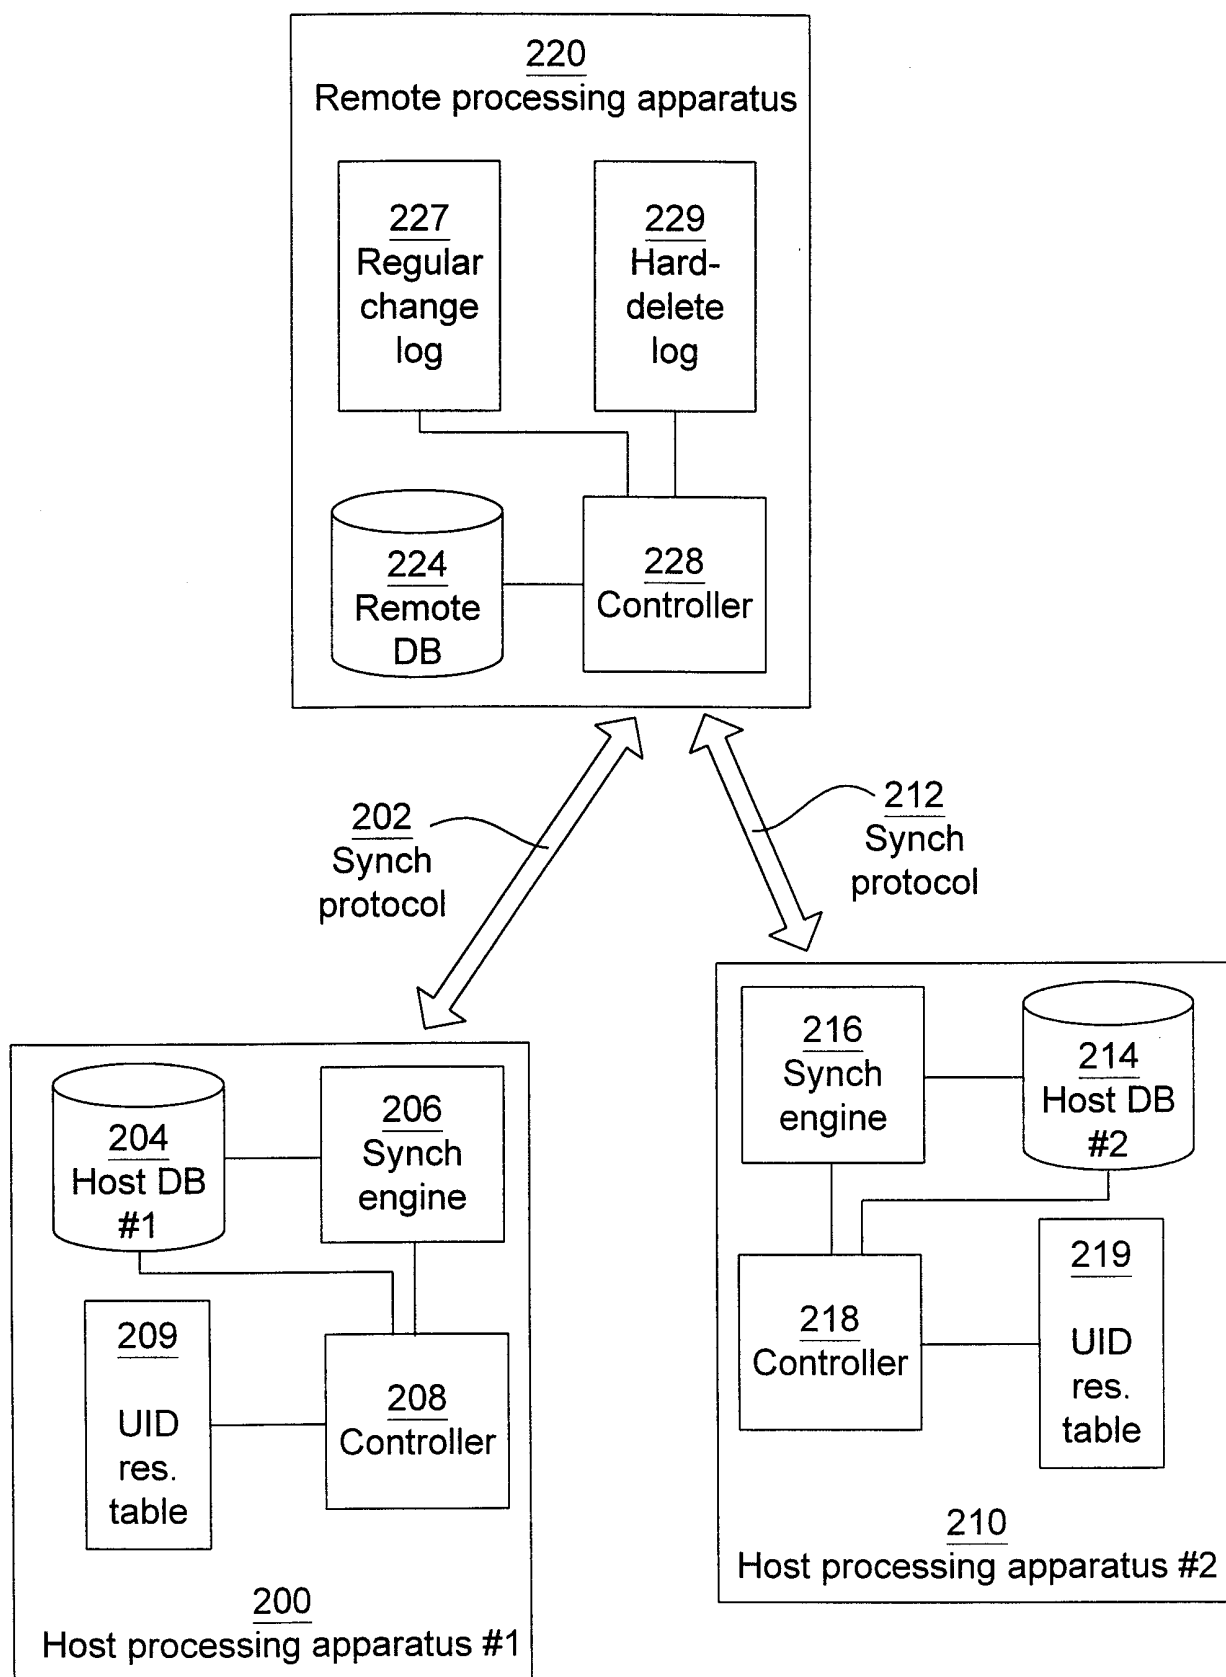 220
Remote processing apparatus
227
Regular
change
log
229
Hard-
delete
log
224
Remote
DB
228
Controller
202
Synch
protocol
212
Synch
protocol
204
Host DB
#1
206
Synch
engine
209
UID
res.
table
208
Controller
200
Host processing apparatus #1
216
Synch
engine
214
Host DB
#2
218
Controller
219
UID
res.
table
210
Host processing apparatus #2